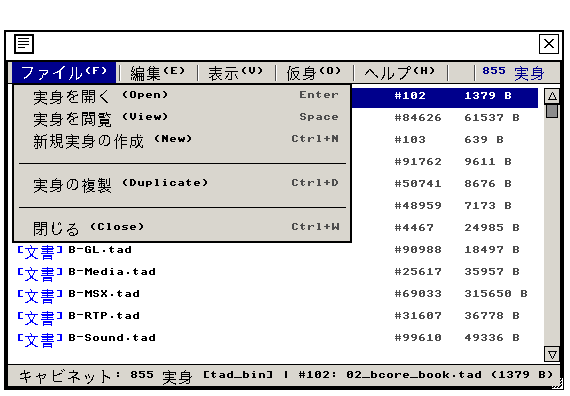 ファイル(F) 編集(E) 表示(V) 仮身(O) ヘルプ(H) 855 実身
実身を開く (Open) Enter #102 1379 B
実身を閲覧 (View) Space #84626 61537 B
新規実身の作成 (New) Ctrl+N #103 639 B
#91762 9611 B
実身の複製 (Duplicate) Ctrl+D #50741 8676 B
#48959 7173 B
閉じる (Close) Ctrl+W #4467 24985 B
[文書] B-GL.tad #90988 18497 B
[文書] B-Media.tad #25617 35957 B
[文書] B-MSX.tad #69033 315650 B
[文書] B-RTP.tad #31607 36778 B
[文書] B-Sound.tad #99610 49336 B
キャビネット: 855 実身 [tad_bin] | #102: 02_bcore_book.tad (1379 B)